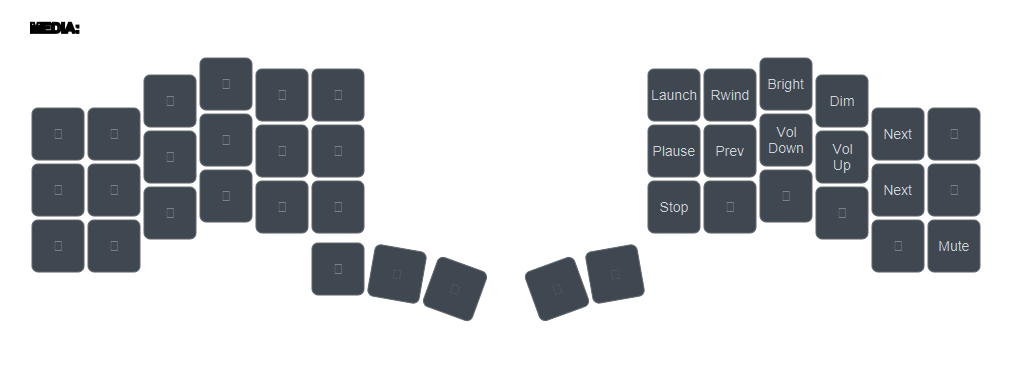 MEDIA:
Launch Rwind Bright Dim Next
Plause Prev Vol
Down Vol
Up Next
Stop
Mute